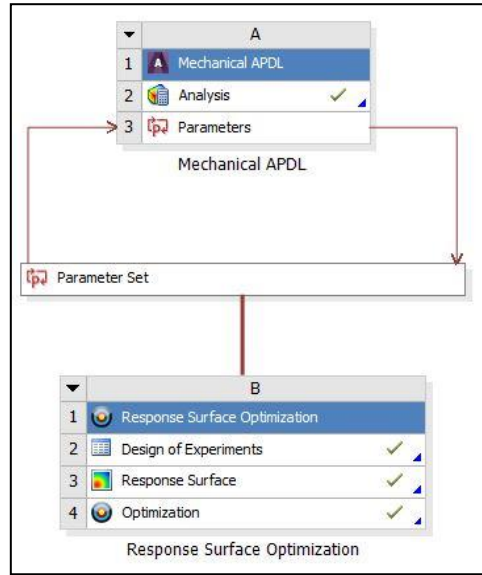 A
1 Mechanical APDL
2 Analysis
3 Parameters
Mechanical APDL
Parameter Set
B
1 Response Surface Optimization
2 Design of Experiments
3 Response Surface
4 Optimization
Response Surface Optimization